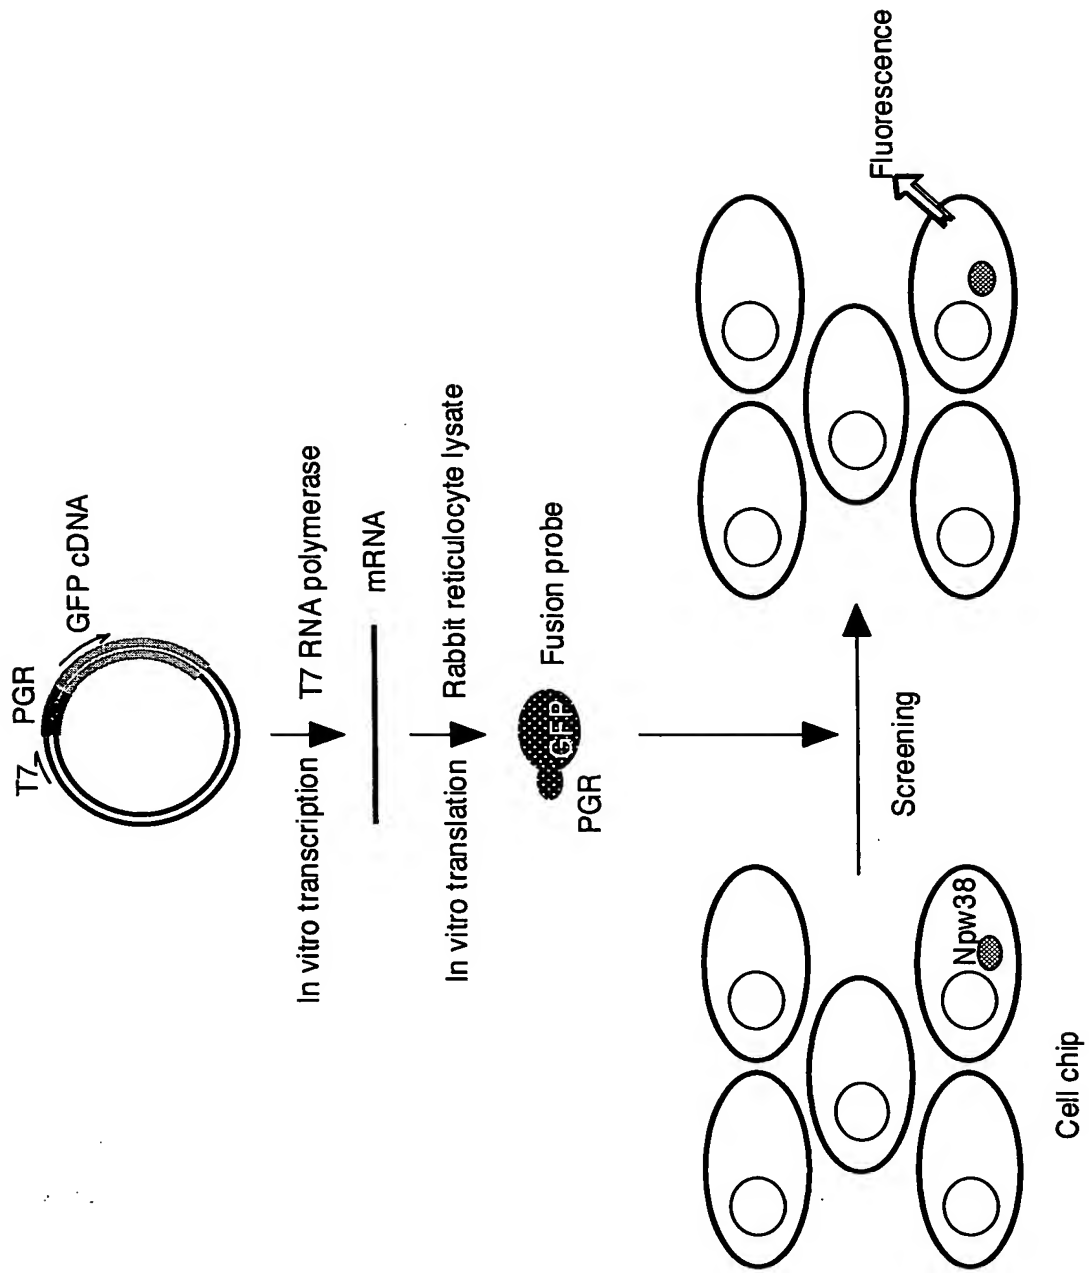 T7
PGR
GFP cDNA
In vitro transcription
T7 RNA polymerase
mRNA
In vitro translation
Rabbit reticulocyte lysate
GFP
PGR
Fusion probe
Screening
Npw38
Cell chip
Fluorescence